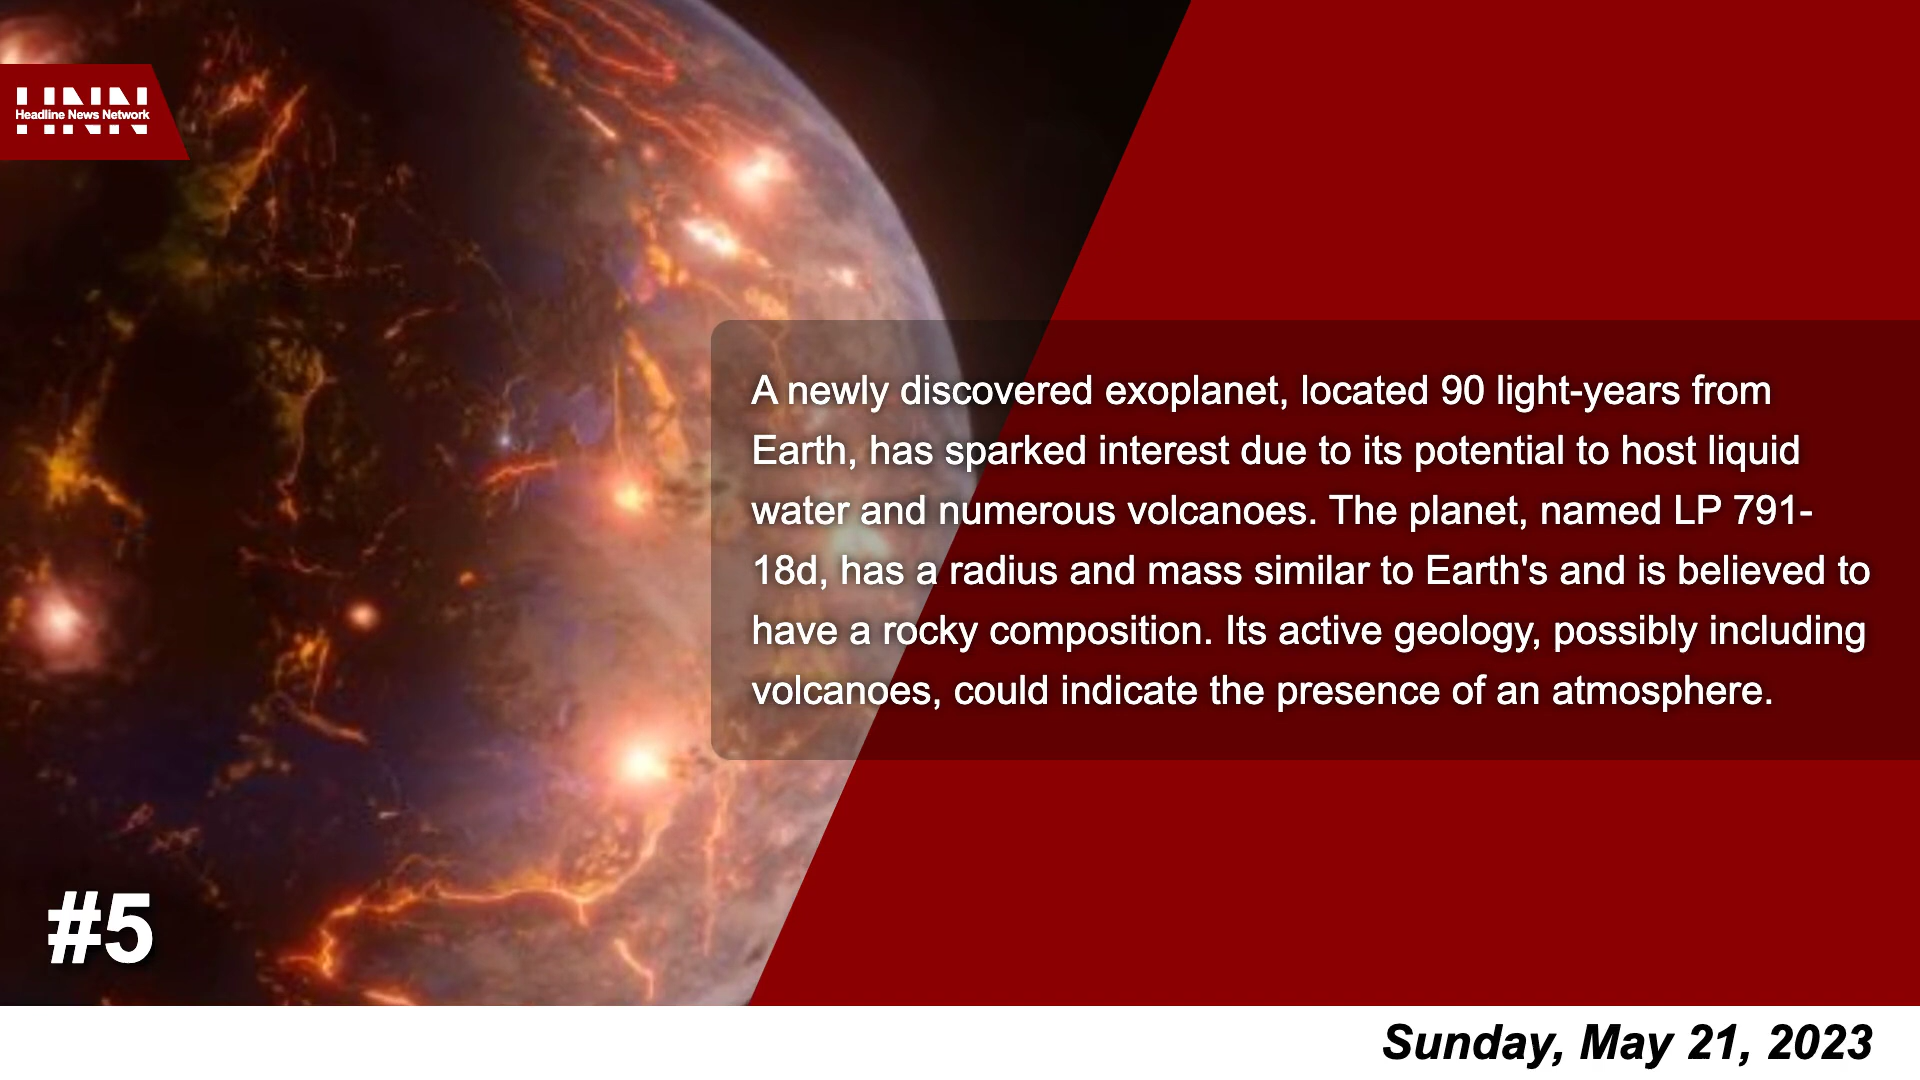 HNN
Headline News Network
A newly discovered exoplanet, located 90 light-years from
Earth, has sparked interest due to its potential to host liquid
water and numerous volcanoes. The planet, named LP 791-
18d, has a radius and mass similar to Earth's and is believed to
have a rocky composition. Its active geology, possibly including
volcanoes, could indicate the presence of an atmosphere.
#5
Sunday, May 21, 2023